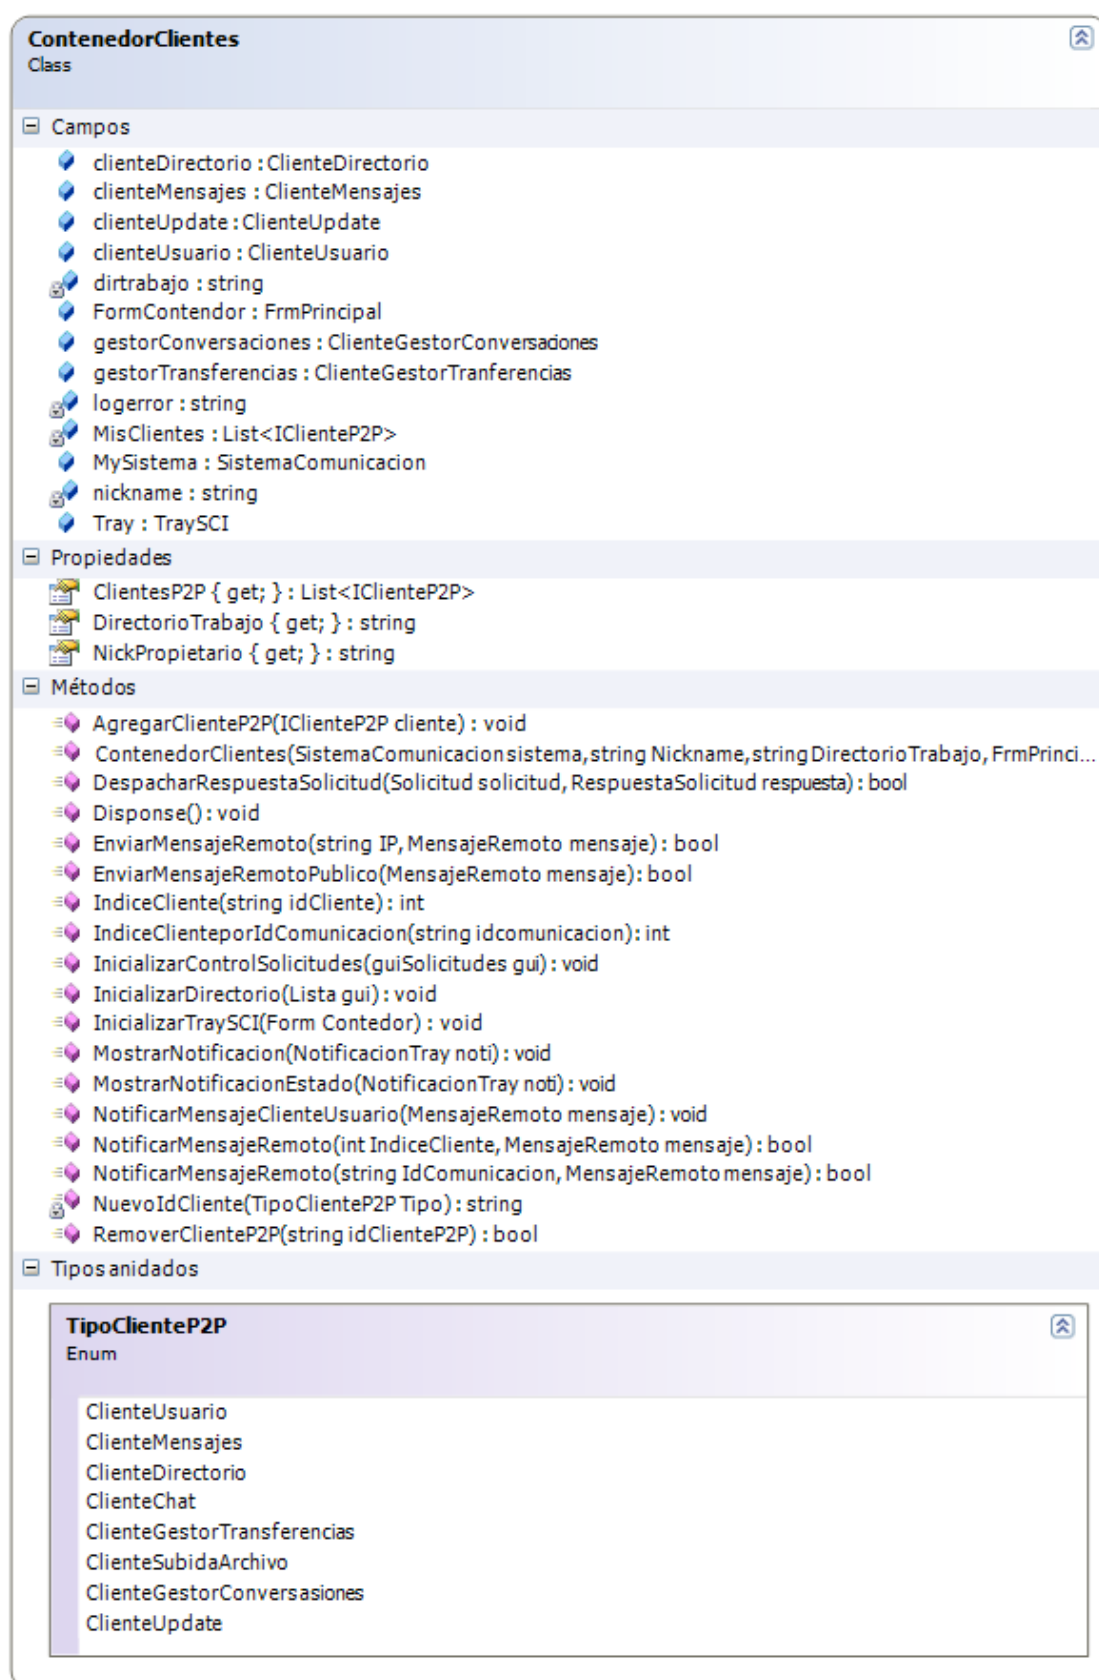 ContenedorClientes
Class
Campos
clienteDirectorio : ClienteDirectorio
clienteMensajes : ClienteMensajes
clienteUpdate : ClienteUpdate
clienteUsuario : ClienteUsuario
dirtrabajo : string
FormContendor : FrmPrincipal
gestorConversaciones : ClienteGestorConversaciones
gestorTransferencias : ClienteGestorTranferencias
logerror : string
MisClientes : List<IClienteP2P>
MySistema : SistemaComunicacion
nickname : string
Tray : TraySCI
Propiedades
ClientesP2P { get; } : List<IClienteP2P>
DirectorioTrabajo { get; } : string
NickPropietario { get; } : string
Métodos
AgregarClienteP2P(IClienteP2P cliente) : void
ContenedorClientes(SistemaComunicacion sistema, string Nickname, string DirectorioTrabajo, FrmPrinci...
DespacharRespuestaSolicitud(Solicitud solicitud, RespuestaSolicitud respuesta) : bool
Disponse() : void
EnviarMensajeRemoto(string IP, MensajeRemoto mensaje) : bool
EnviarMensajeRemotoPublico(MensajeRemoto mensaje) : bool
IndiceCliente(string idCliente) : int
IndiceClienteporIdComunicacion(string idcomunicacion) : int
InicializarControlSolicitudes(guiSolicitudes gui) : void
InicializarDirectorio(Lista gui) : void
InicializarTraySCI(Form Contedor) : void
MostrarNotificacion(NotificacionTray noti) : void
MostrarNotificacionEstado(NotificacionTray noti) : void
NotificarMensajeClienteUsuario(MensajeRemoto mensaje) : void
NotificarMensajeRemoto(int IndiceCliente, MensajeRemoto mensaje) : bool
NotificarMensajeRemoto(string IdComunicacion, MensajeRemoto mensaje) : bool
NuevoIdCliente(TipoClienteP2P Tipo) : string
RemoverClienteP2P(string idClienteP2P) : bool
Tipos anidados
TipoClienteP2P
Enum
ClienteUsuario
ClienteMensajes
ClienteDirectorio
ClienteChat
ClienteGestorTransferencias
ClienteSubidaArchivo
ClienteGestorConversasiones
ClienteUpdate